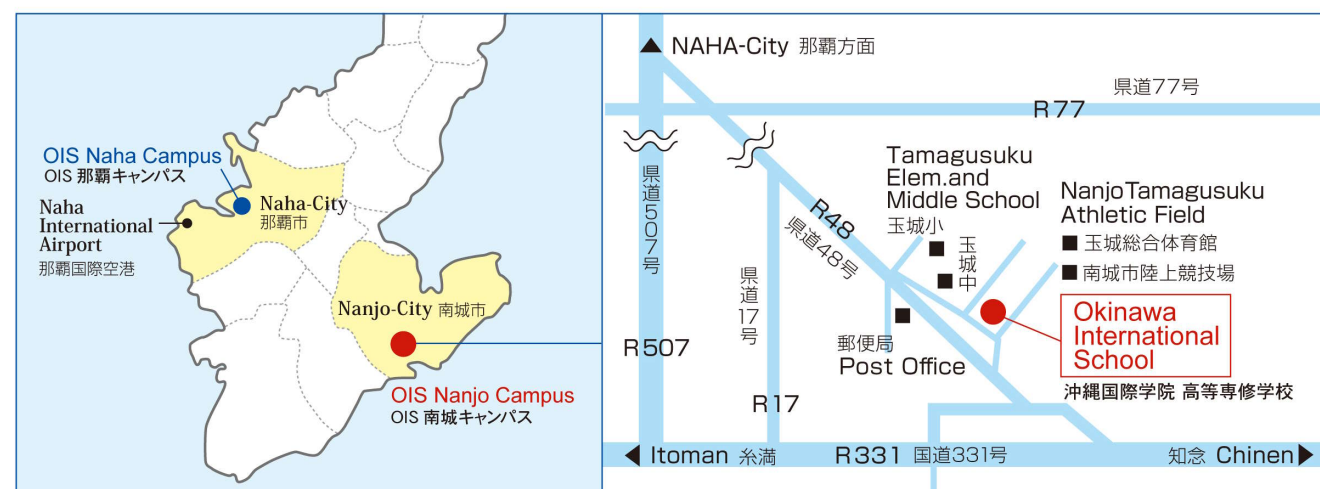 OIS Naha Campus
OIS 那覇キャンパス
Naha
International
Airport
那覇国際空港
Naha-City
那覇市
Nanjo-City 南城市
OIS Nanjo Campus
OIS 南城キャンパス
NAHA-City 那覇方面
県道77号
R77
県道507号
R507
県道17号
R17
R48
県道48号
Tamagusuku
Elem.and
Middle School
玉城小
玉城中
NanjoTamagusuku
Athletic Field
玉城総合体育館
南城市陸上競技場
郵便局
Post Office
Okinawa
International
School
沖縄国際学院 高等専修学校
Itoman 糸満
R331 国道331号
知念 Chinen